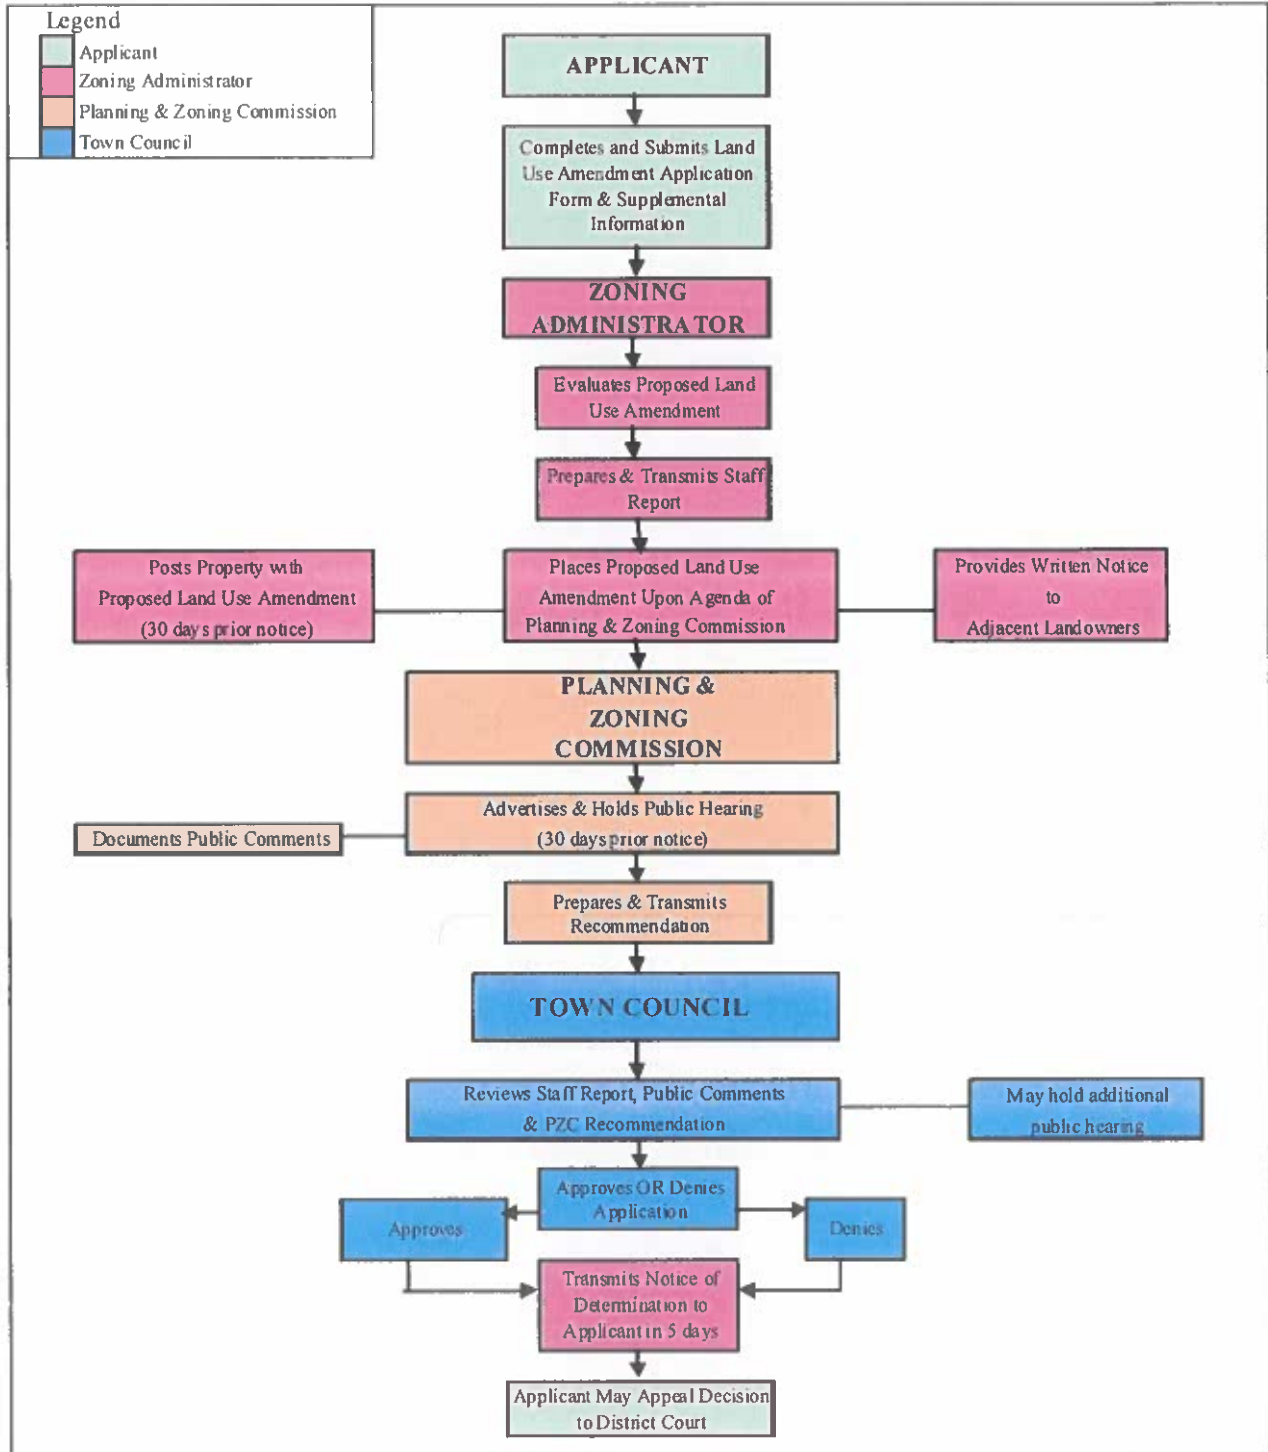 Legend
Applicant
Zoning Administrator
Planning & Zoning Commission
Town Council
APPLICANT
Completes and Submits Land
Use Amendment Application
Form & Supplemental
Information
ZONING
ADMINISTRATOR
Evaluates Proposed Land
Use Amendment
Prepares & Transmits Staff
Report
Posts Property with
Proposed Land Use Amendment
(30 days prior notice)
Places Proposed Land Use
Amendment Upon Agenda of
Planning & Zoning Commission
Provides Written Notice
to
Adjacent Landowners
PLANNING &
ZONING
COMMISSION
Advertises & Holds Public Hearing
(30 days prior notice)
Documents Public Comments
Prepares & Transmits
Recommendation
TOWN COUNCIL
Reviews Staff Report, Public Comments
& PZC Recommendation
May hold additional
public hearing
Approves OR Denies
Application
Approves
Denies
Transmits Notice of
Determination to
Applicant in 5 days
Applicant May Appeal Decision
to District Court